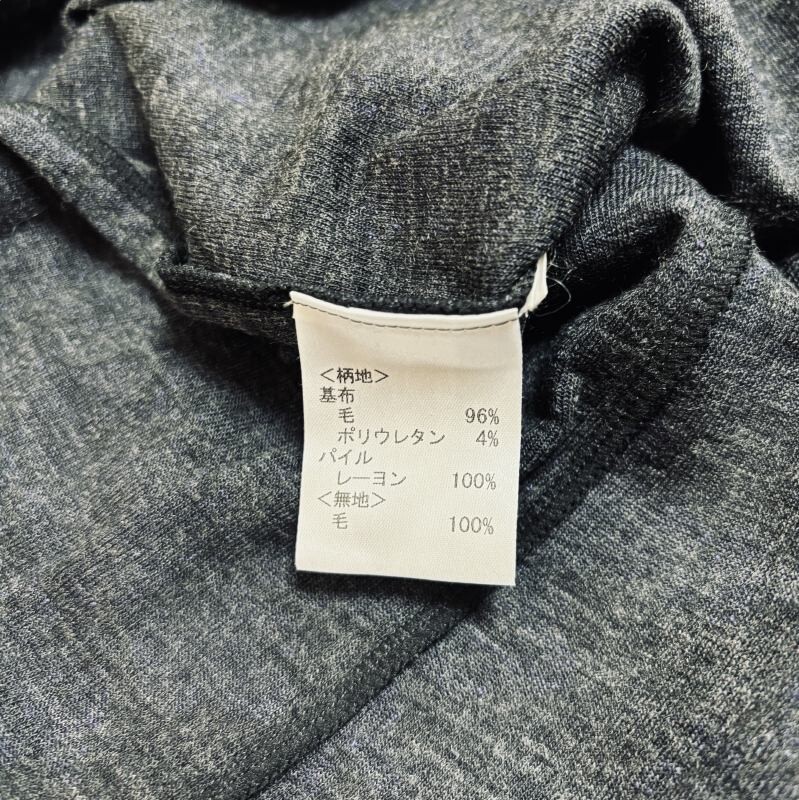 <柄地>
基布
毛 96%
ポリウレタン 4%
パイル
レーヨン 100%
<無地>
毛 100%